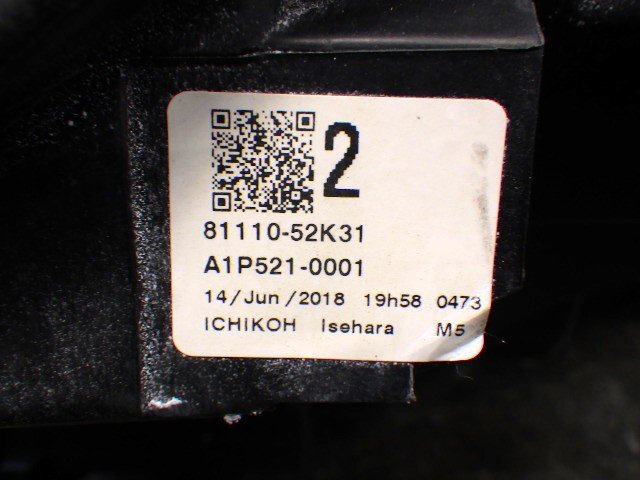 2
81110-52K31
A1P521-0001
14/Jun/2018 19h58 0473
ICHIKOH Isehara M5